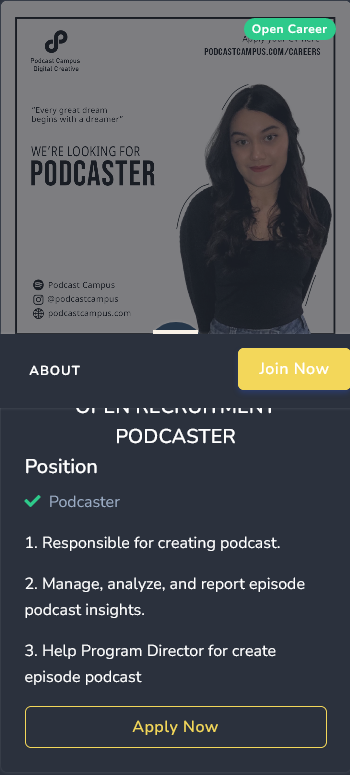 Open Career
Apply your CV here
PODCASTCAMPUS.COM/CAREERS
Podcast Campus
Digital Creative
“Every great dream
begins with a dreamer”
WE'RE LOOKING FOR
PODCASTER
Podcast Campus
@podcastcampus
podcastcampus.com
ABOUT
Join Now
OPEN RECRUITMENT
PODCASTER
Position
Podcaster
1. Responsible for creating podcast.
2. Manage, analyze, and report episode
podcast insights.
3. Help Program Director for create
episode podcast
Apply Now